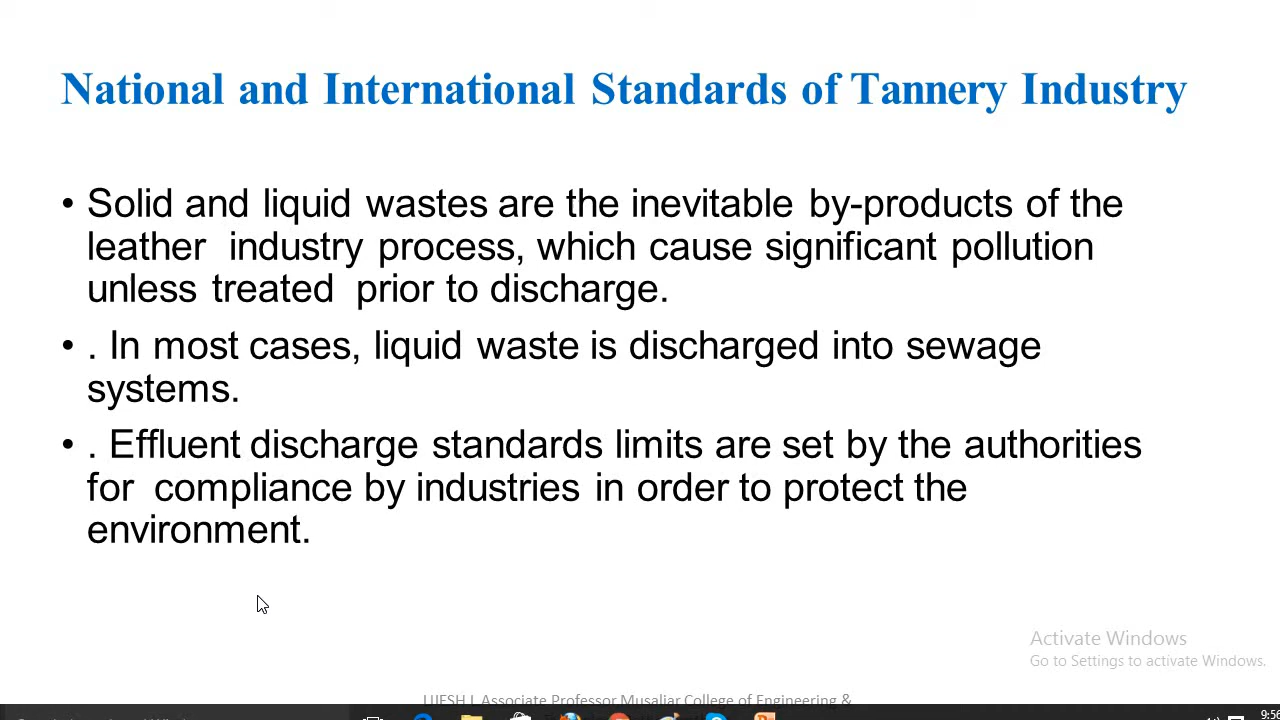 National and International Standards of Tannery Industry
• Solid and liquid wastes are the inevitable by-products of the
leather industry process, which cause significant pollution
unless treated prior to discharge.
• . In most cases, liquid waste is discharged into sewage
systems.
• . Effluent discharge standards limits are set by the authorities
for compliance by industries in order to protect the
environment.
Activate Windows
Go to Settings to activate Windows.
Associate Professor Musaliar College of Engineering &
9:56